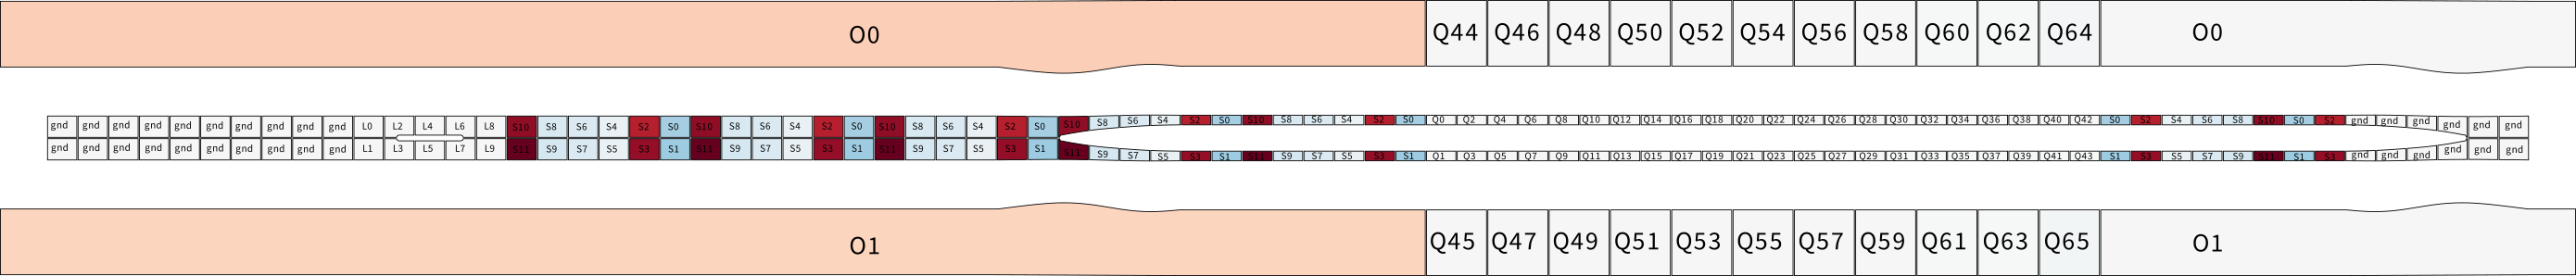 O0 Q44 Q46 Q48 Q50 Q52 Q54 Q56 Q58 Q60 Q62 Q64 O0
gnd gnd gnd gnd gnd gnd gnd gnd gnd gnd L0 L2 L4 L6 L8 S10 S8 S6 S4 S2 S0 S10 S8 S6 S4 S2 S0 S10 S8 S6 S4 S2 S0 S10 S8 S6 S4 S2 S0 S10 S8 S6 S4 S2 S0 Q0 Q2 Q4 Q6 Q8 Q10 Q12 Q14 Q16 Q18 Q20 Q22 Q24 Q26 Q28 Q30 Q32 Q34 Q36 Q38 Q40 Q42 S0 S2 S4 S6 S8 S10 S0 S2 gnd gnd gnd gnd gnd gnd
gnd gnd gnd gnd gnd gnd gnd gnd gnd gnd L1 L3 L5 L7 L9 S11 S9 S7 S5 S3 S1 S11 S9 S7 S5 S3 S1 S11 S9 S7 S5 S3 S1 S11 S9 S7 S5 S3 S1 S11 S9 S7 S5 S3 S1 Q1 Q3 Q5 Q7 Q9 Q11 Q13 Q15 Q17 Q19 Q21 Q23 Q25 Q27 Q29 Q31 Q33 Q35 Q37 Q39 Q41 Q43 S1 S3 S5 S7 S9 S11 S1 S3 gnd gnd gnd gnd gnd gnd
O1 Q45 Q47 Q49 Q51 Q53 Q55 Q57 Q59 Q61 Q63 Q65 O1